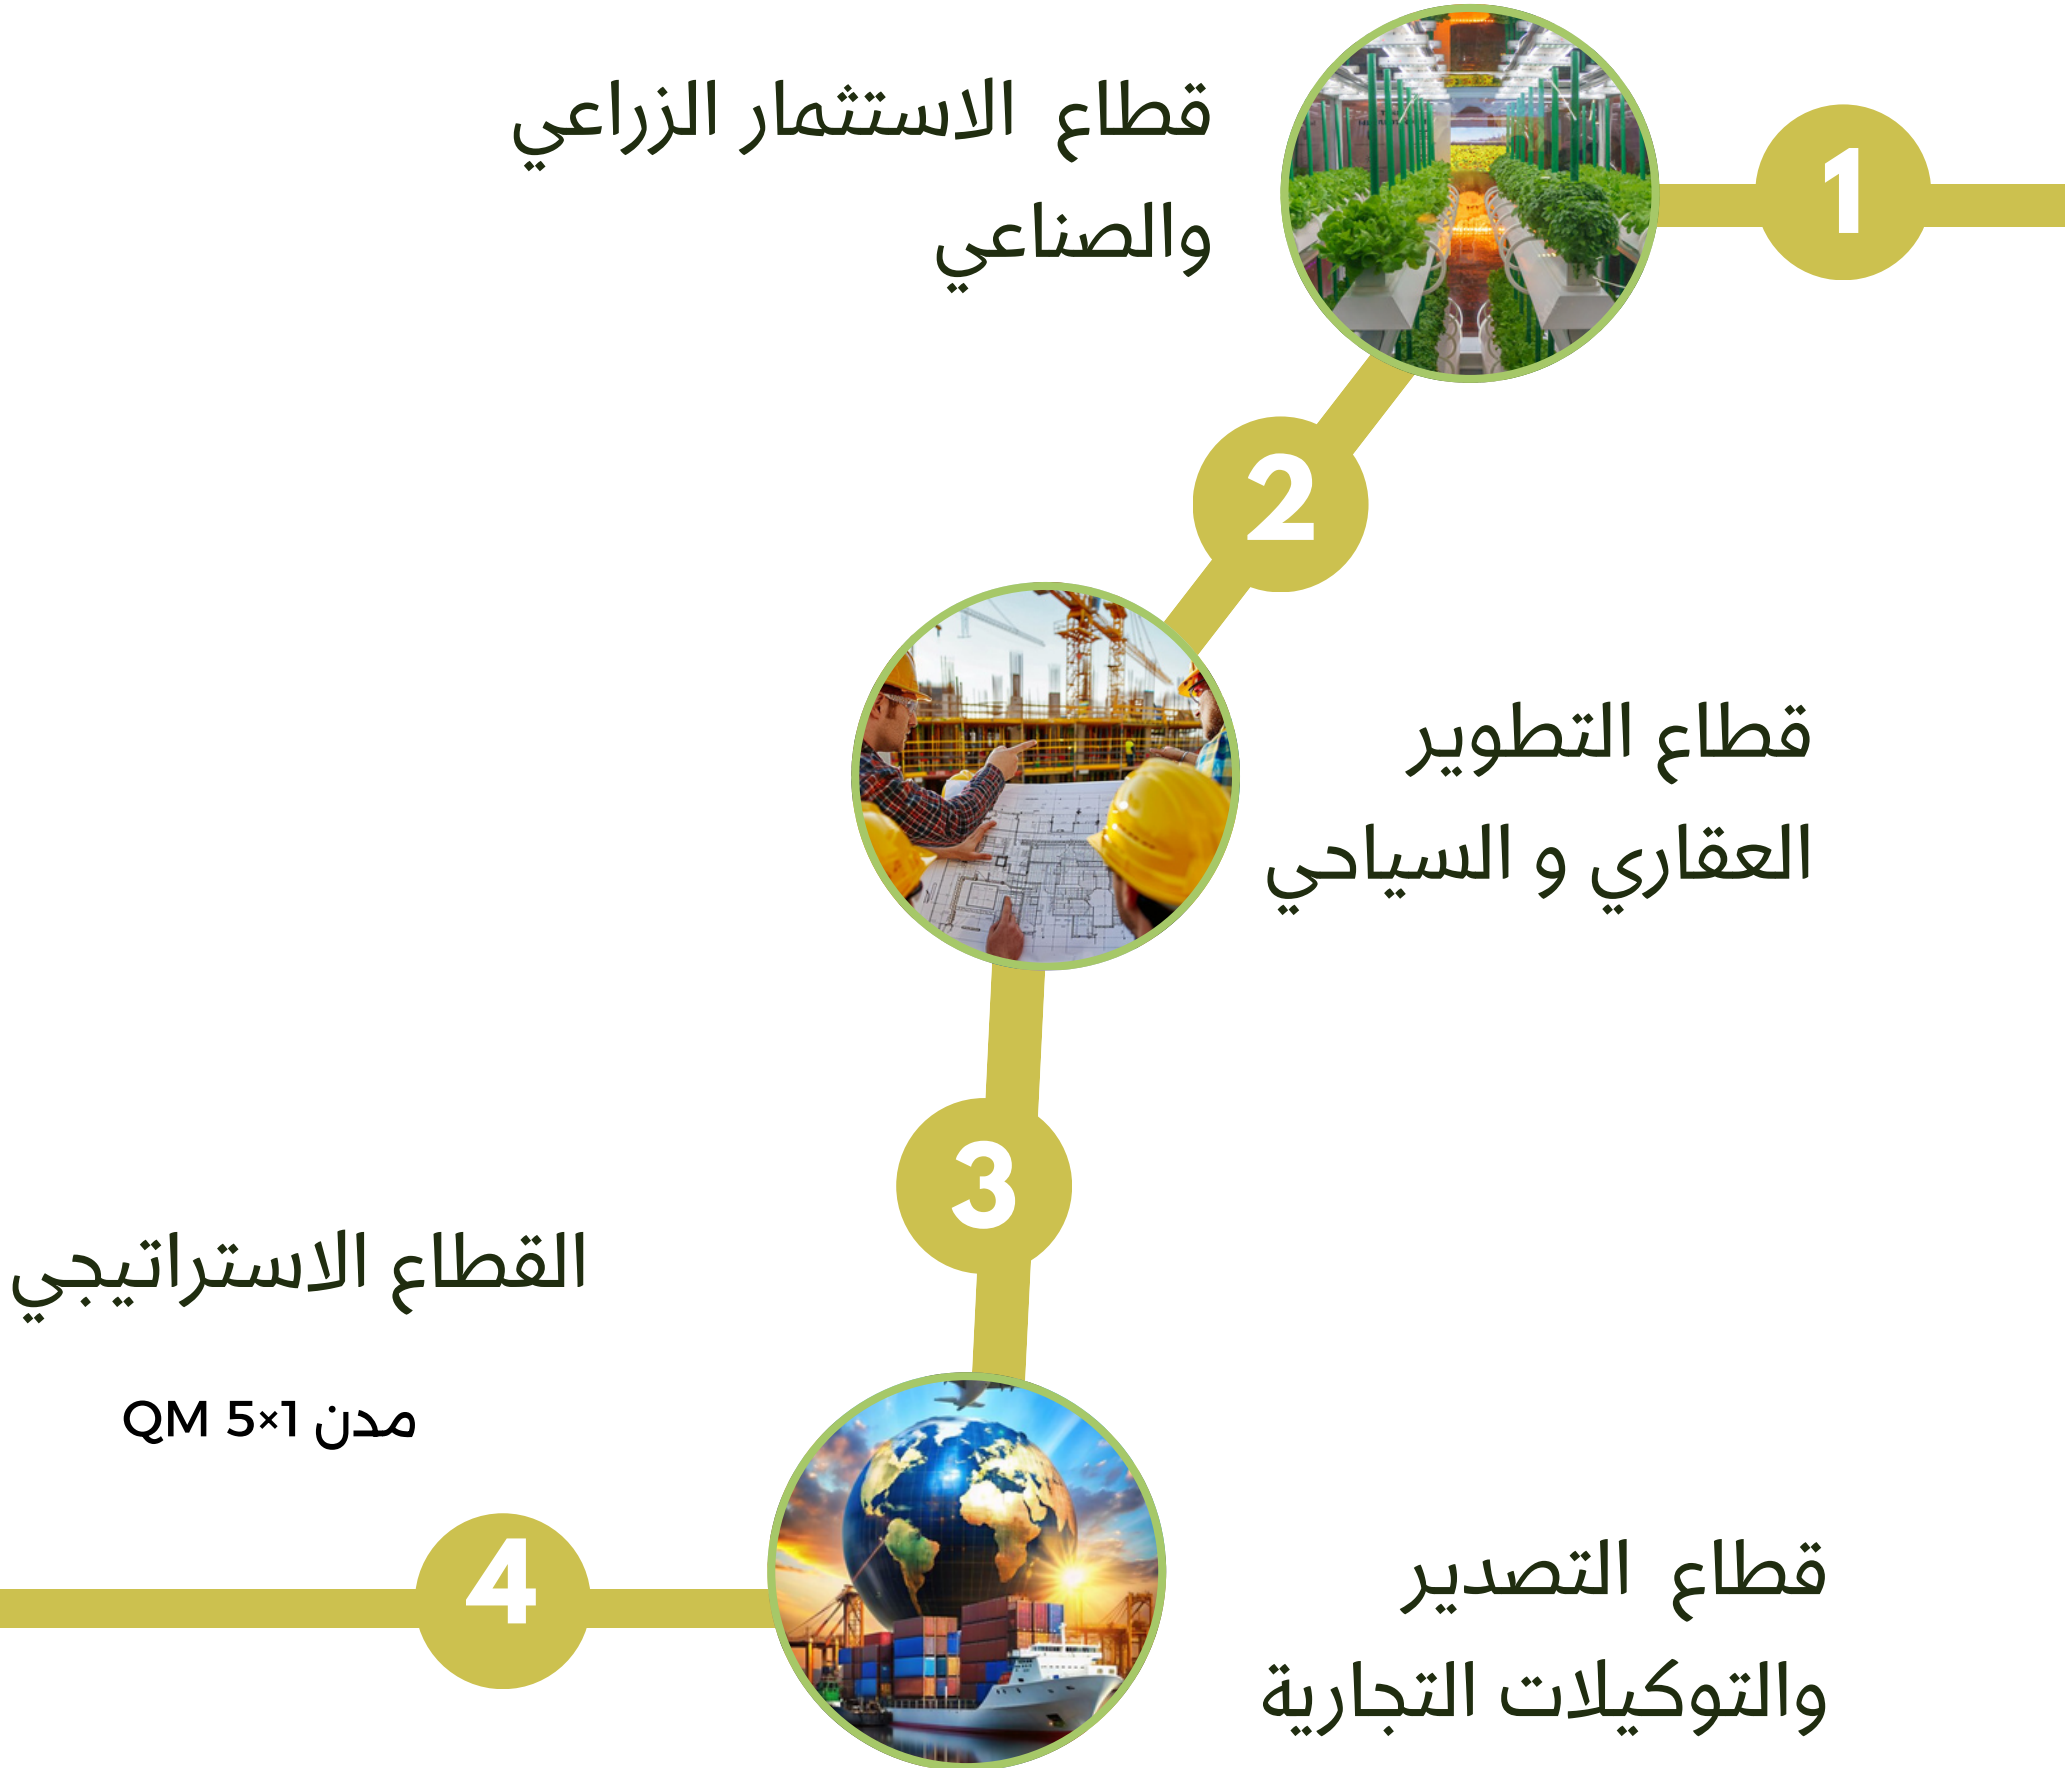 1
قطاع الاستثمار الزراعي
والصناعي
2
قطاع التطوير
العقاري و السياحي
3
قطاع التصدير
والتوكيلات التجارية
4
القطاع الاستراتيجي
مدن 1×5 QM